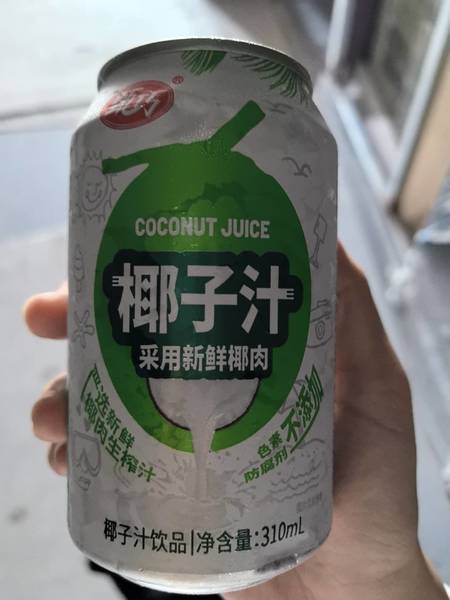 ®
COCONUT JUICE
椰子汁
采用新鲜椰肉
严选新鲜
椰肉生榨汁
色素
防腐剂
不添加
椰子汁饮品|净含量:310mL